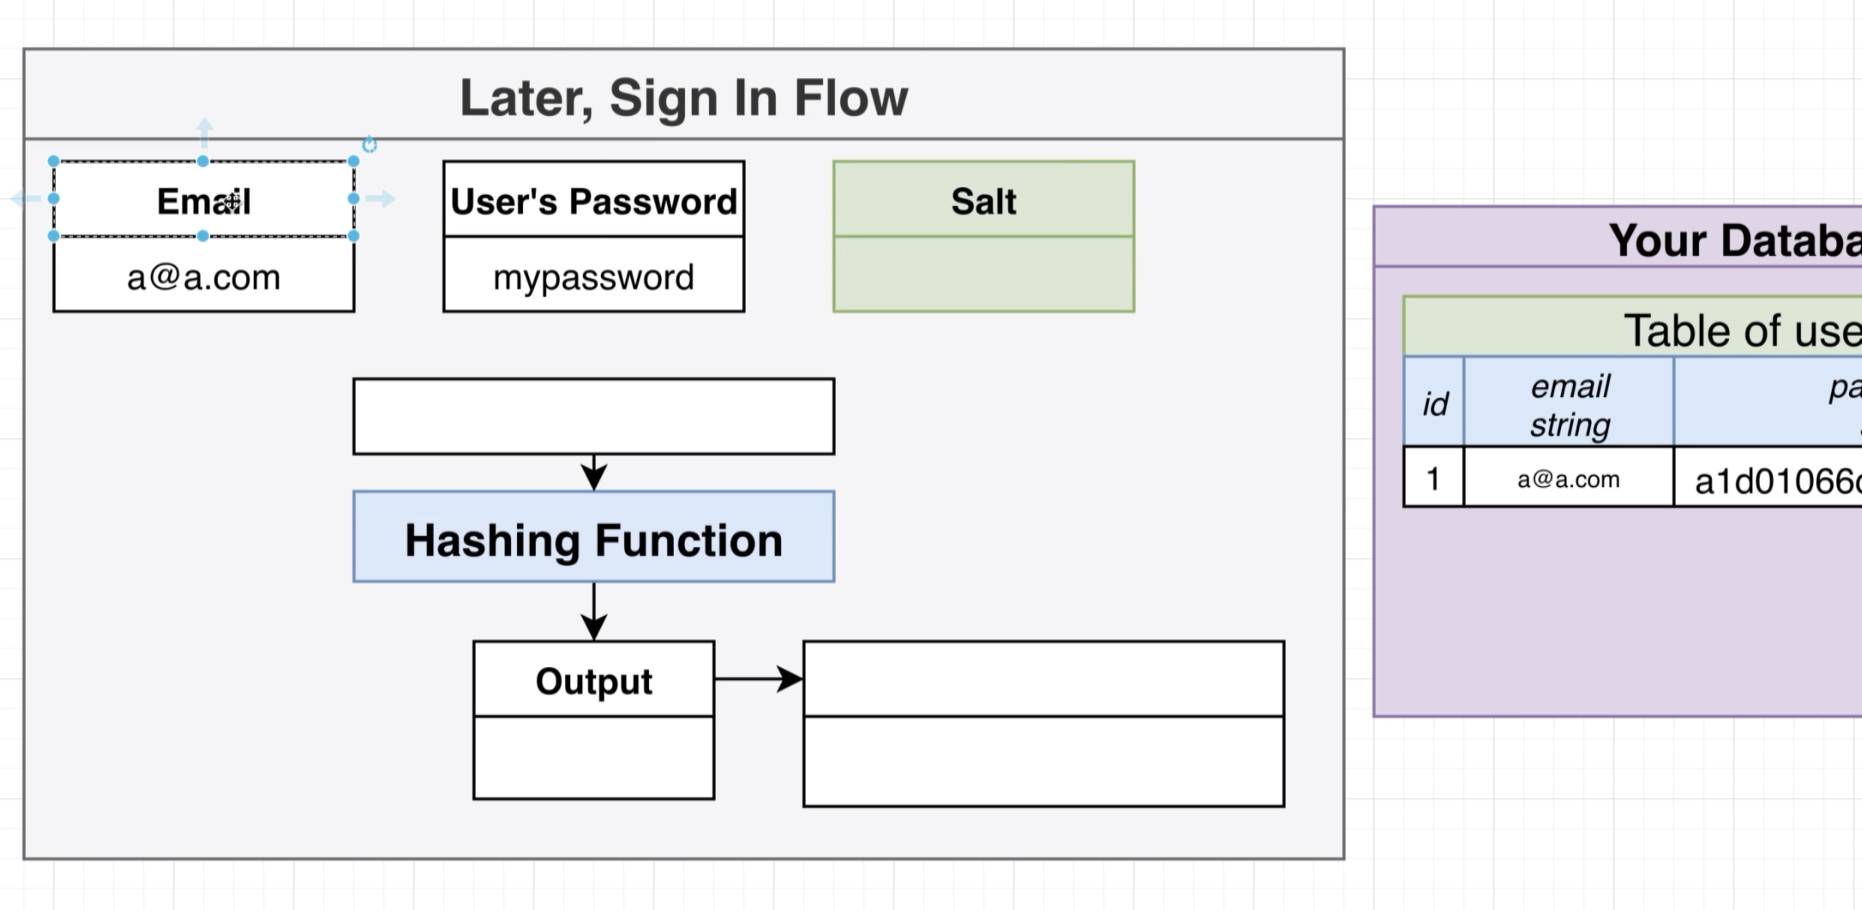 Later, Sign In Flow
Email
User's Password
Salt
a@a.com
mypassword
Hashing Function
Output
Your Databa
Table of use
id
email
string
pa
1
a@a.com
a1d01066